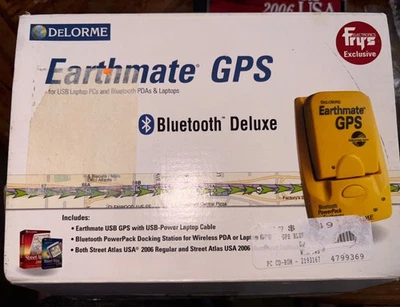 2006 USA
DELORME
Fry's
ELECTRONICS
Exclusive
Earthmate® GPS
for USB Laptop PCs and Bluetooth PDAs & Laptops
Bluetooth® Deluxe
DELORME
Earthmate®
GPS
Bluetooth
PowerPack
Includes:
• Earthmate USB GPS with USB-Power Laptop Cable
• Bluetooth PowerPack Docking Station for Wireless PDA or Laptop G
• Both Street Atlas USA® 2006 Regular and Street Atlas USA 2006
PC CD-ROM - 2193167 4799369